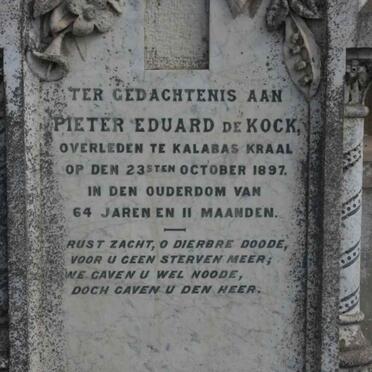 TER GEDACHTENIS AAN
PIETER EDUARD DE KOCK,
OVERLEDEN TE KALABAS KRAAL
OP DEN 23STEN OCTOBER 1897.
IN DEN OUDERDOM VAN
64 JAREN EN 11 MAANDEN.
RUST ZACHT, O DIERBRE DOODE,
VOOR U GEEN STERVEN MEER;
WE GAVEN U WEL NOODE,
DOCH GAVEN U DEN HEER.